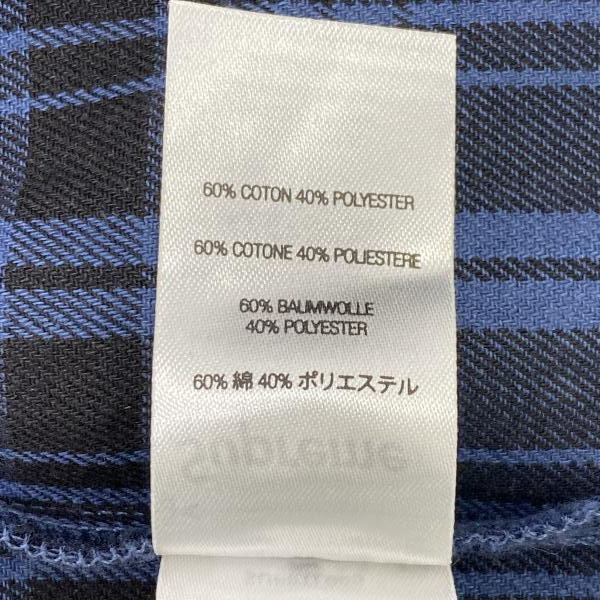 60% COTON 40% POLYESTER
60% COTONE 40% POLIESTERE
60% BAUMWOLLE
40% POLYESTER
60% 綿 40% ポリエステル
Supreme